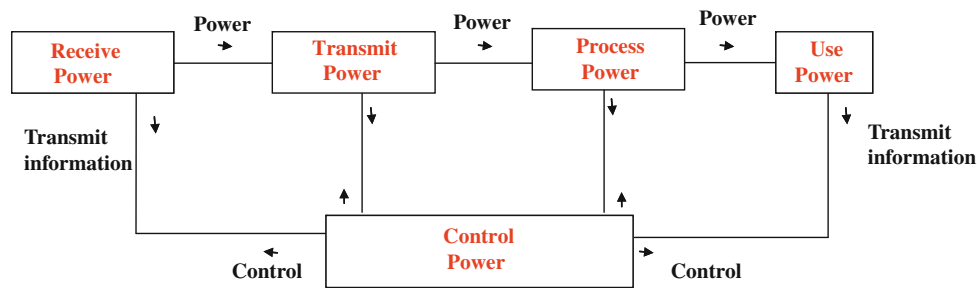 Power
Power
Power
Receive
Power
Transmit
Power
Process
Power
Use
Power
Transmit
information
Transmit
information
Control
Power
Control
Control